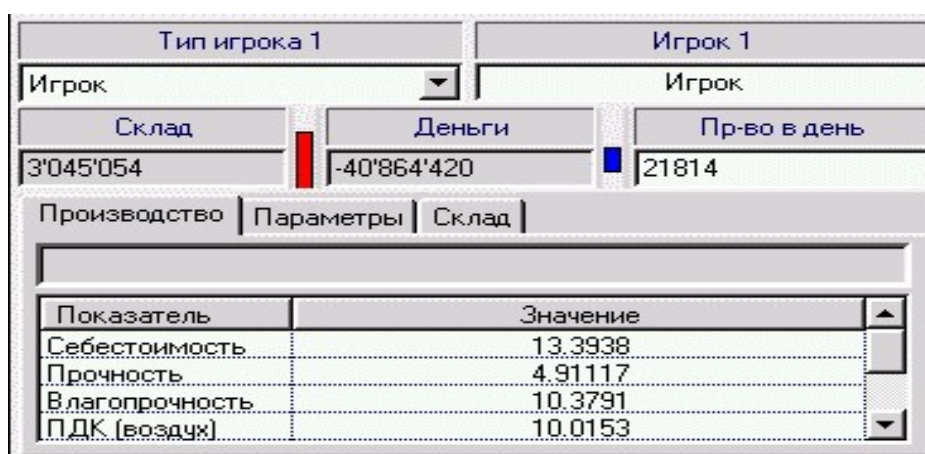 Тип игрока 1 Игрок 1
Игрок Игрок
Склад Деньги Пр-во в день
3'045'054 -40'864'420 21814
Производство Параметры Склад
Показатель Значение
Себестоимость 13.3938
Прочность 4.91117
Влагопрочность 10.3791
ПДК (воздух) 10.0153